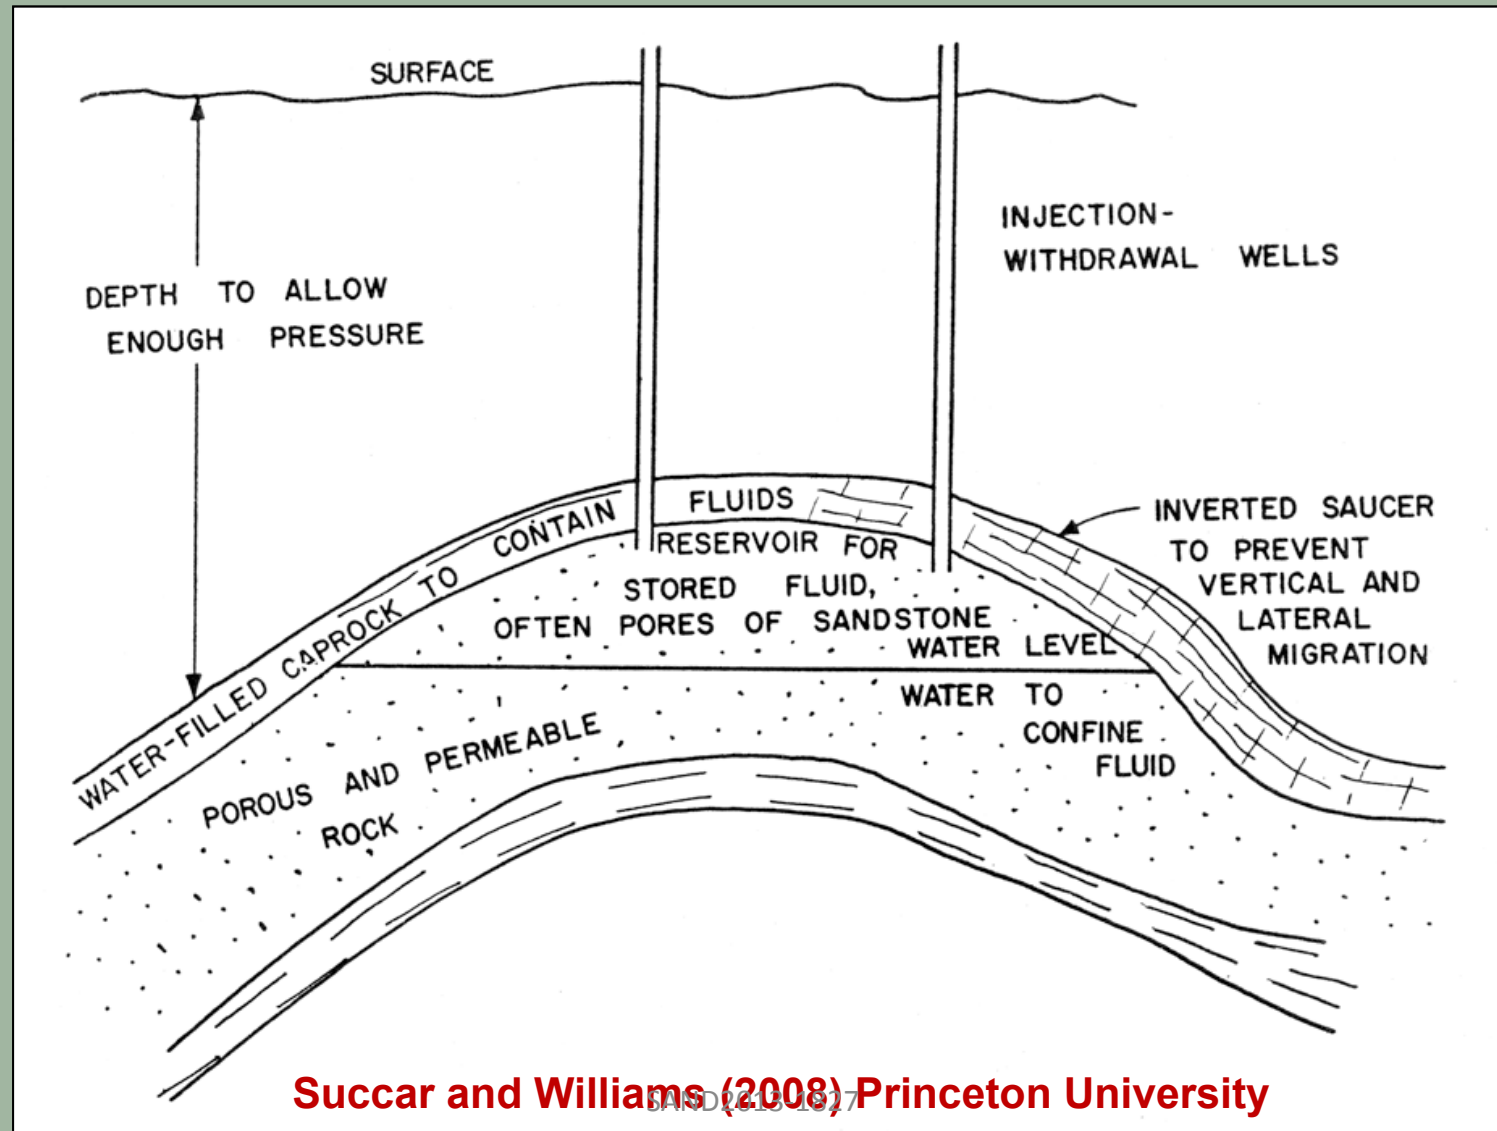 SURFACE
INJECTION-
WITHDRAWAL WELLS
DEPTH TO ALLOW
ENOUGH PRESSURE
WATER-FILLED CAPROCK TO CONTAIN FLUIDS
INVERTED SAUCER
TO PREVENT
VERTICAL AND
LATERAL
MIGRATION
RESERVOIR FOR
STORED FLUID,
OFTEN PORES OF SANDSTONE
WATER LEVEL
WATER TO
CONFINE
FLUID
POROUS AND PERMEABLE
ROCK
Succar and Williams (2008) Princeton University
SAND2013-1827